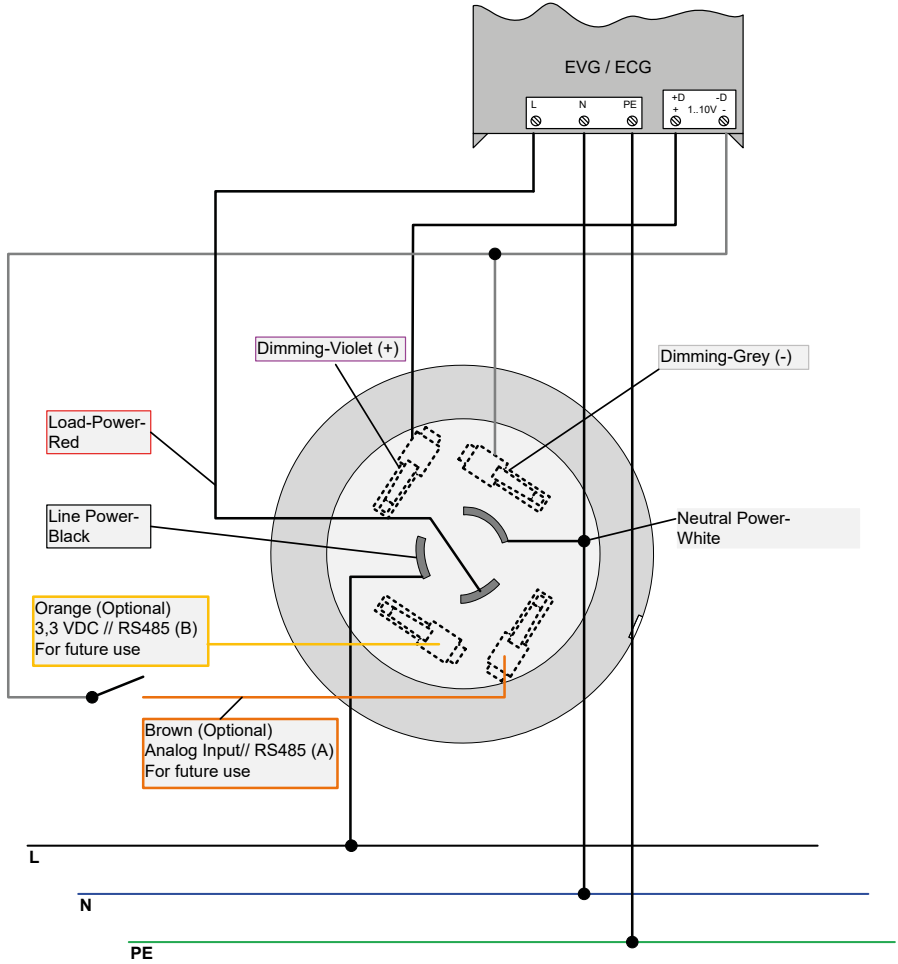 EVG / ECG
L N PE
+D -D
+ 1..10V -
Dimming-Violet (+)
Dimming-Grey (-)
Load-Power-
Red
Line Power-
Black
Neutral Power-
White
Orange (Optional)
3,3 VDC // RS485 (B)
For future use
Brown (Optional)
Analog Input// RS485 (A)
For future use
L
N
PE